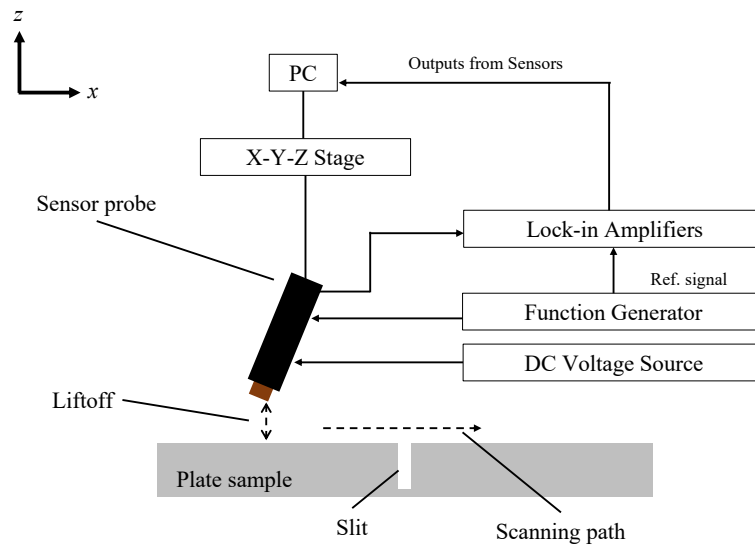 z
x
PC
Outputs from Sensors
X-Y-Z Stage
Sensor probe
Lock-in Amplifiers
Ref. signal
Function Generator
DC Voltage Source
Liftoff
Plate sample
Slit
Scanning path